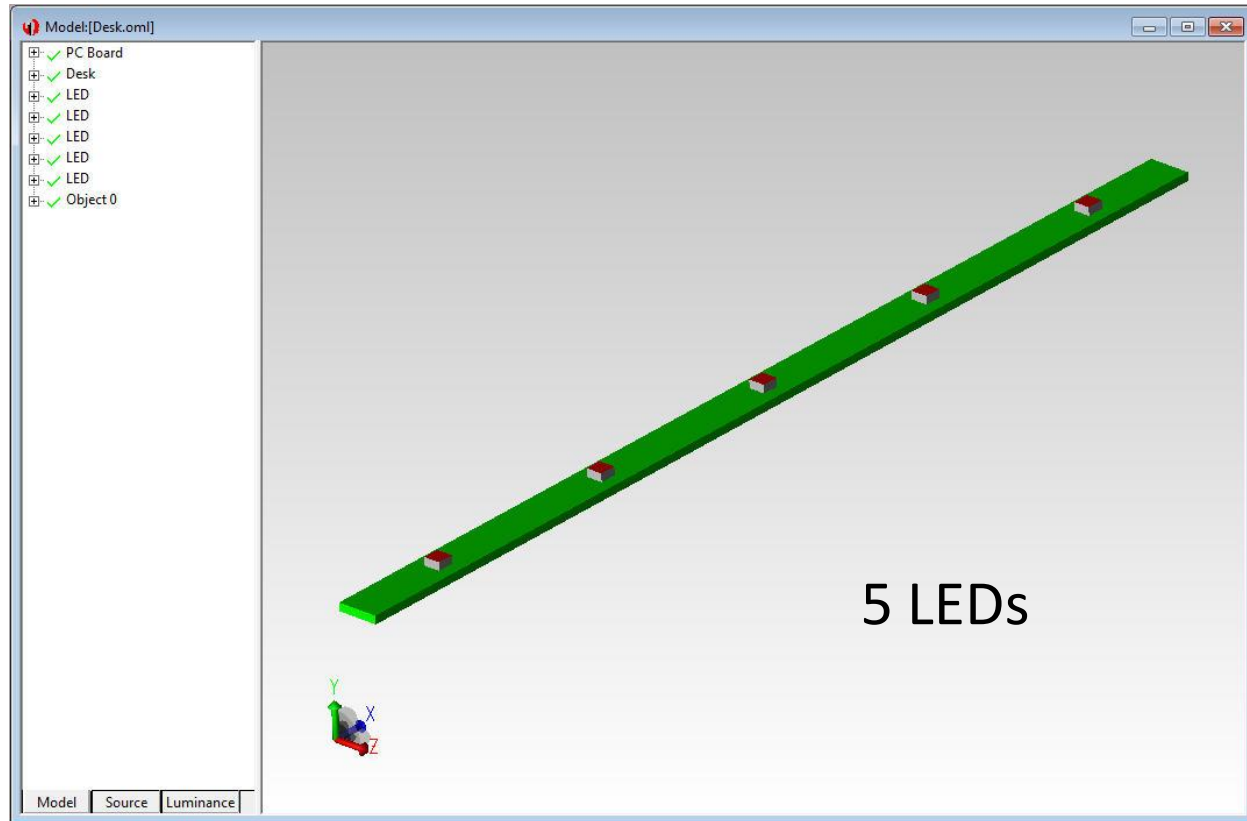 Model:[Desk.oml]
PC Board
Desk
LED
LED
LED
LED
LED
Object 0
5 LEDs
Y
X
Z
Model Source Luminance